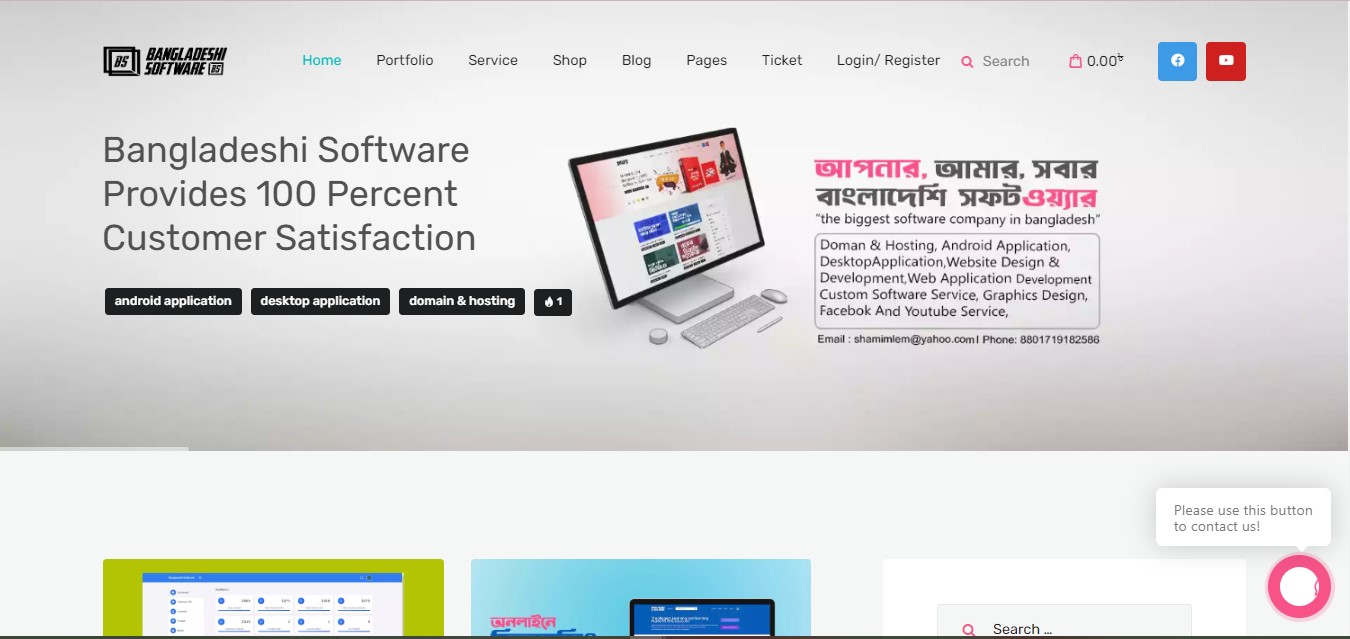 BS BANGLADESHI
SOFTWARE BS
Home Portfolio Service Shop Blog Pages Ticket Login/ Register Search 0.00৳
Bangladeshi Software
Provides 100 Percent
Customer Satisfaction
android application desktop application domain & hosting 1
আপনার, আমার, সবার
বাংলাদেশি সফটওয়্যার
“the biggest software company in bangladesh”
Doman & Hosting, Android Application,
DesktopApplication,Website Design &
Development,Web Application Development
Custom Software Service, Graphics Design,
Facebok And Youtube Service,
Email : shamimlem@yahoo.com| Phone: 8801719182586
Please use this button
to contact us!
অনলাইনে
Search …